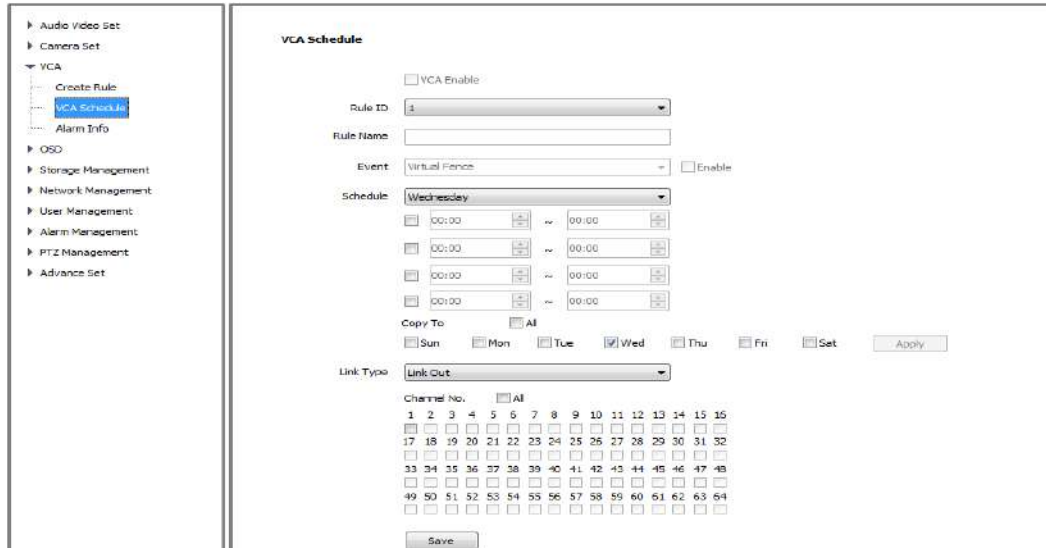 Audio Video Set
Camera Set
VCA
Create Rule
VCA Schedule
Alarm Info
OSD
Storage Management
Network Management
User Management
Alarm Management
PTZ Management
Advance Set
VCA Schedule
VCA Enable
Rule ID 1
Rule Name
Event Virtual Fence Enable
Schedule Wednesday
00:00 ~ 00:00
00:00 ~ 00:00
00:00 ~ 00:00
00:00 ~ 00:00
Copy To All
Sun Mon Tue Wed Thu Fri Sat Apply
Link Type Link Out
Channel No. All
1 2 3 4 5 6 7 8 9 10 11 12 13 14 15 16
17 18 19 20 21 22 23 24 25 26 27 28 29 30 31 32
33 34 35 36 37 38 39 40 41 42 43 44 45 46 47 48
49 50 51 52 53 54 55 56 57 58 59 60 61 62 63 64
Save